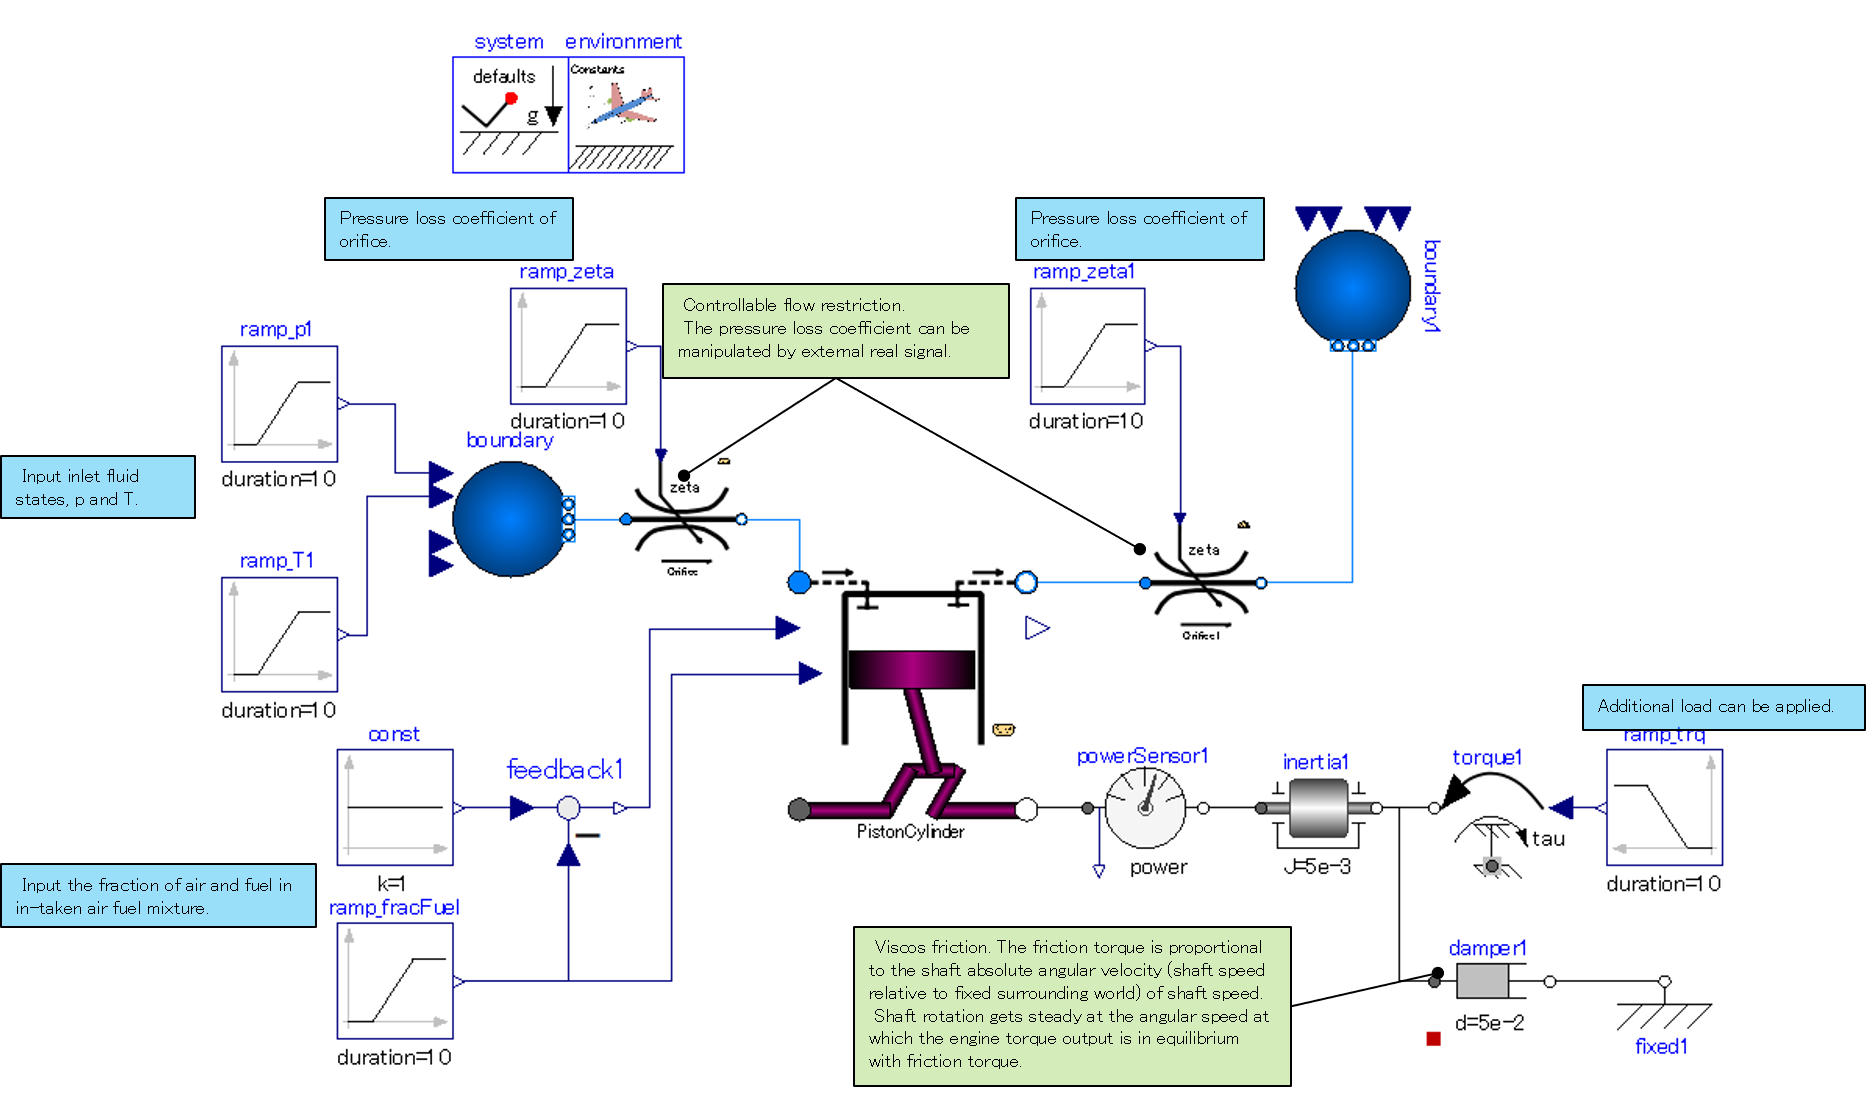 system environment
defaults
g
Constants
Pressure loss coefficient of
orifice.
Pressure loss coefficient of
orifice.
ramp_zeta
duration=10
Controllable flow restriction.
The pressure loss coefficient can be
manipulated by external real signal.
ramp_zeta1
duration=10
boundary1
ramp_p1
duration=10
Input inlet fluid
states, p and T.
boundary
zeta
Orifice
zeta
Orifice1
ramp_T1
duration=10
const
k=1
feedback1
Input the fraction of air and fuel in
in-taken air fuel mixture.
ramp_fracFuel
duration=10
PistonCylinder
powerSensor1
power
inertia1
J=5e-3
torque1
tau
Additional load can be applied.
ramp_trq
duration=10
Viscos friction. The friction torque is proportional
to the shaft absolute angular velocity (shaft speed
relative to fixed surrounding world) of shaft speed.
Shaft rotation gets steady at the angular speed at
which the engine torque output is in equilibrium
with friction torque.
damper1
d=5e-2
fixed1